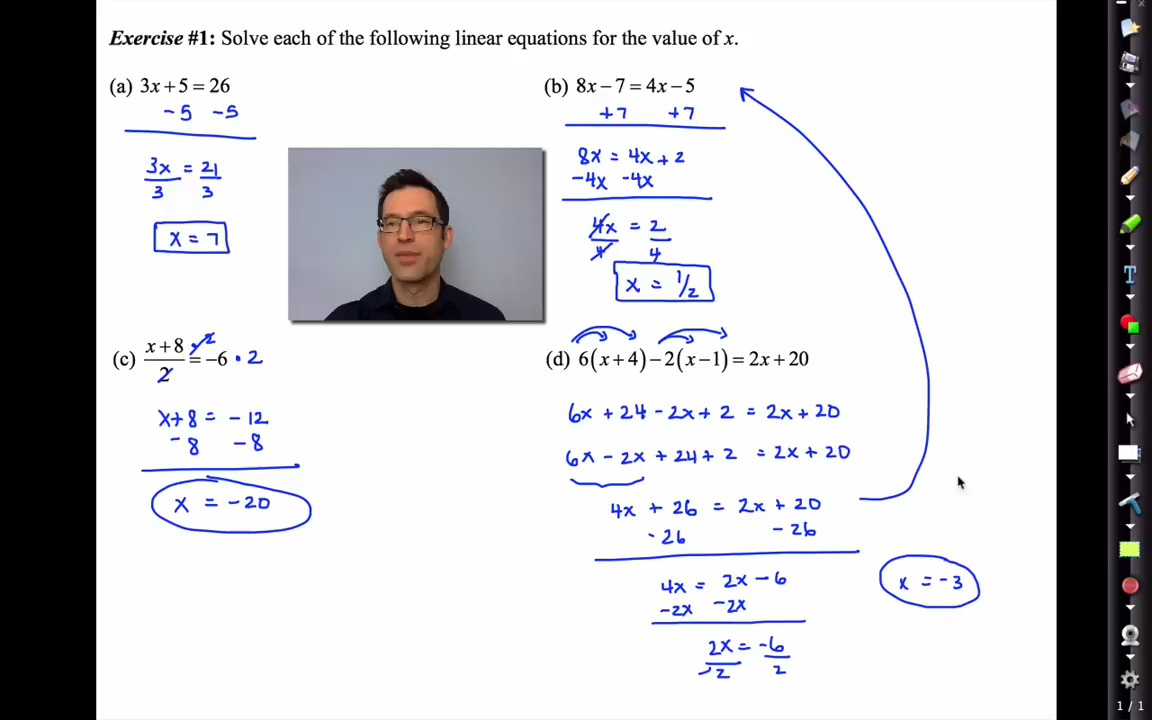 Exercise #1: Solve each of the following linear equations for the value of x.
(a) 3x + 5 = 26
-5 -5
3x/3 = 21/3
x = 7
(b) 8x - 7 = 4x - 5
+7 +7
8x = 4x + 2
-4x -4x
4x/4 = 2/4
x = 1/2
(c) (x + 8)/2 · 2 = -6 · 2
x + 8 = -12
-8 -8
x = -20
(d) 6(x + 4) - 2(x - 1) = 2x + 20
6x + 24 - 2x + 2 = 2x + 20
6x - 2x + 24 + 2 = 2x + 20
4x + 26 = 2x + 20
-26 -26
4x = 2x - 6
-2x -2x
2x/2 = -6/2
x = -3
T
1 / 1